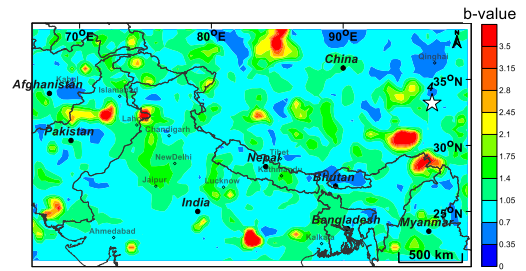 b-value
70°E 80°E 90°E
N
3.5
3.15
2.8
2.45
2.1
1.75
1.4
1.05
0.7
0.35
0
China
Qinghai
35°N
Kabul
Afghanistan
Islamabad
4
Lahore
Chandigarh
Pakistan
30°N
NewDelhi
Tibet
Nepal
Kathmandu
Jaipur
Lucknow
Bhutan
India
25°N
Bangladesh
Myanmar
Ahmedabad
Kalkata
500 km